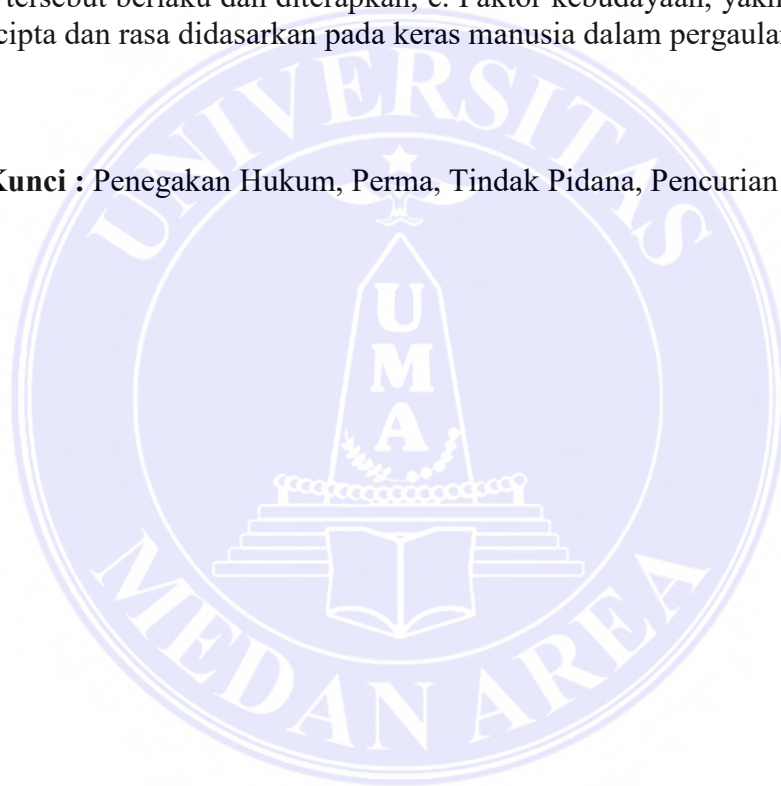 tersebut berlaku dan diterapkan, e. Faktor kebudayaan, yakni
cipta dan rasa didasarkan pada keras manusia dalam pergaulan
Kunci : Penegakan Hukum, Perma, Tindak Pidana, Pencurian
UNIVERSITAS
U
M
A
MEDAN AREA